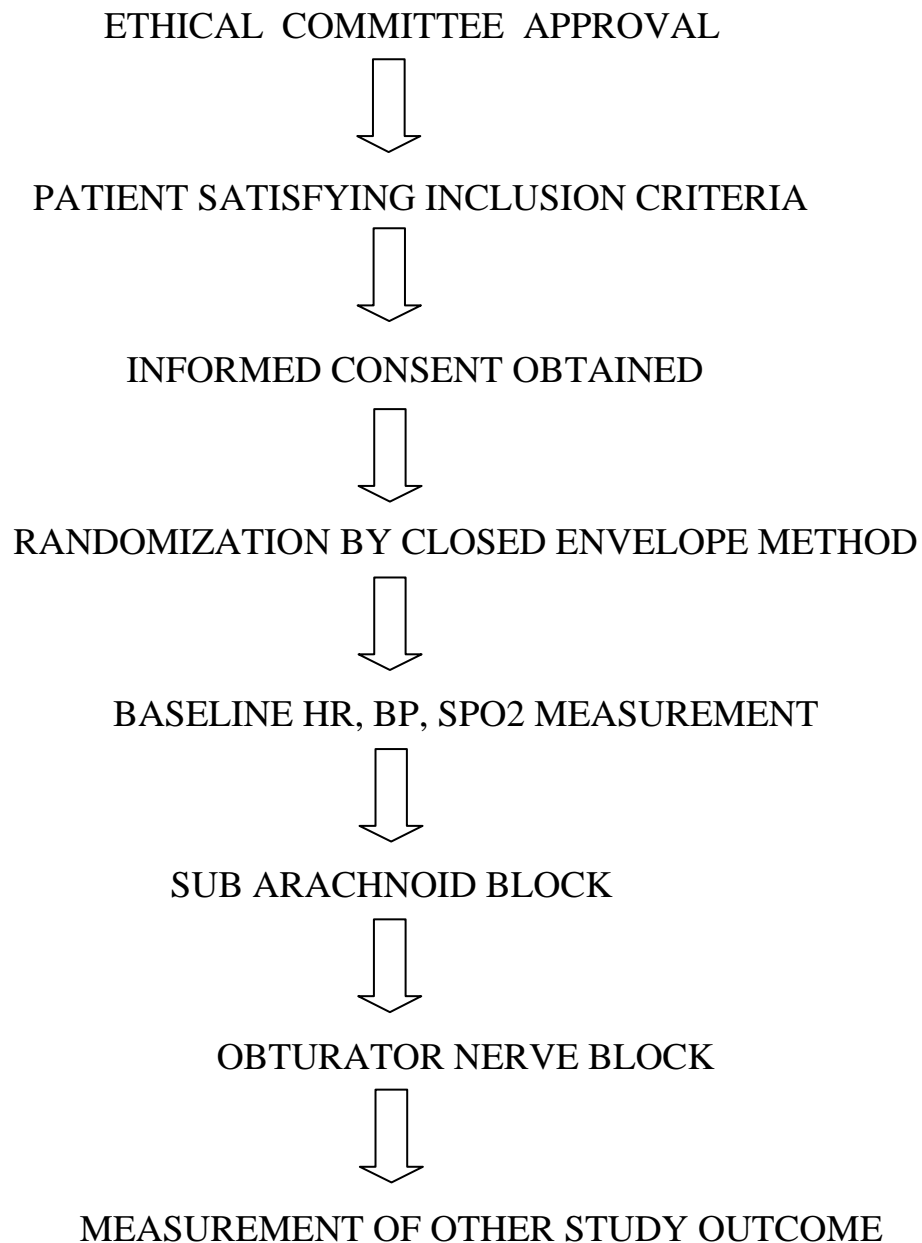 ETHICAL COMMITTEE APPROVAL
PATIENT SATISFYING INCLUSION CRITERIA
INFORMED CONSENT OBTAINED
RANDOMIZATION BY CLOSED ENVELOPE METHOD
BASELINE HR, BP, SPO2 MEASUREMENT
SUB ARACHNOID BLOCK
OBTURATOR NERVE BLOCK
MEASUREMENT OF OTHER STUDY OUTCOME